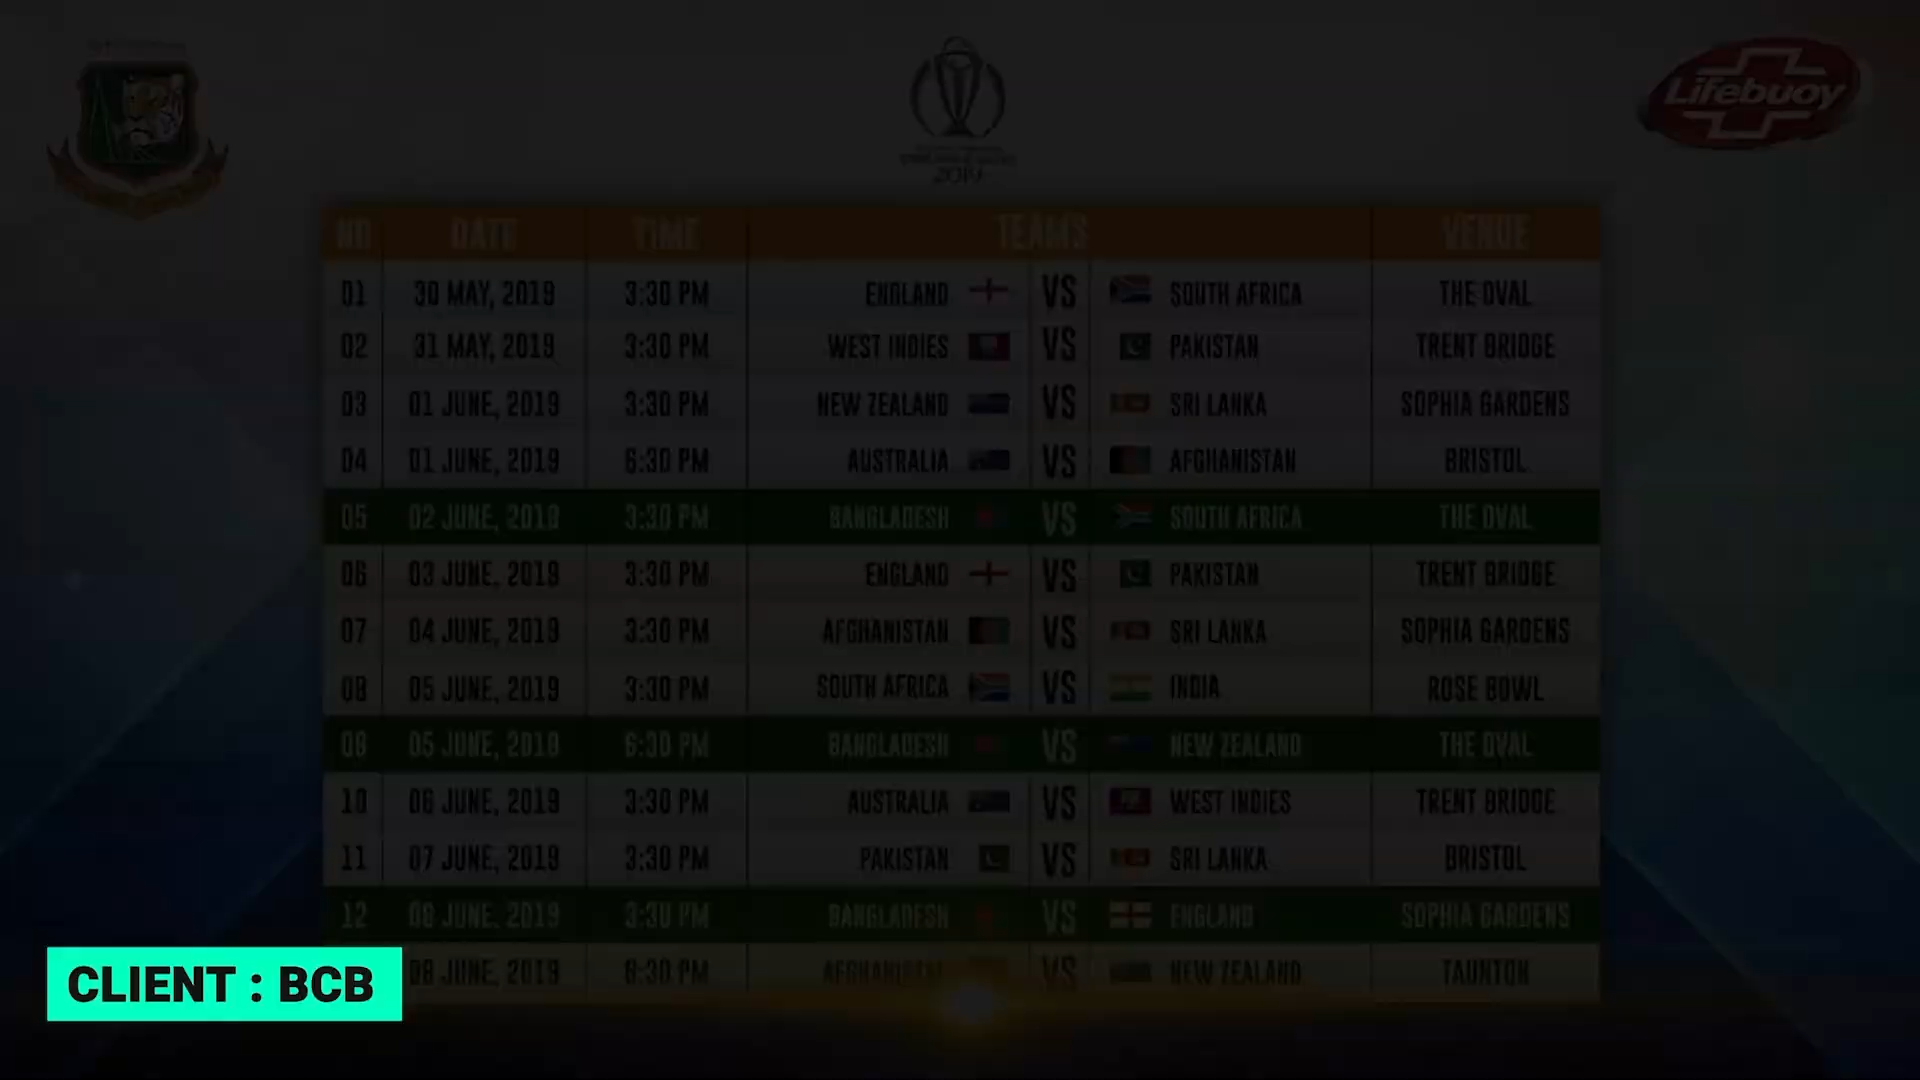 Lifebuoy
2019
NO DATE TIME TEAMS VENUE
01 30 MAY, 2019 3:30 PM ENGLAND VS SOUTH AFRICA THE OVAL
02 31 MAY, 2019 3:30 PM WEST INDIES VS PAKISTAN TRENT BRIDGE
03 01 JUNE, 2019 3:30 PM NEW ZEALAND VS SRI LANKA SOPHIA GARDENS
04 01 JUNE, 2019 6:30 PM AUSTRALIA VS AFGHANISTAN BRISTOL
05 02 JUNE, 2019 3:30 PM BANGLADESH VS SOUTH AFRICA THE OVAL
06 03 JUNE, 2019 3:30 PM ENGLAND VS PAKISTAN TRENT BRIDGE
07 04 JUNE, 2019 3:30 PM AFGHANISTAN VS SRI LANKA SOPHIA GARDENS
08 05 JUNE, 2019 3:30 PM SOUTH AFRICA VS INDIA ROSE BOWL
09 05 JUNE, 2019 6:30 PM BANGLADESH VS NEW ZEALAND THE OVAL
10 06 JUNE, 2019 3:30 PM AUSTRALIA VS WEST INDIES TRENT BRIDGE
11 07 JUNE, 2019 3:30 PM PAKISTAN VS SRI LANKA BRISTOL
12 08 JUNE, 2019 3:30 PM BANGLADESH VS ENGLAND SOPHIA GARDENS
08 JUNE, 2019 6:30 PM AFGHANISTAN VS NEW ZEALAND TAUNTON
CLIENT : BCB